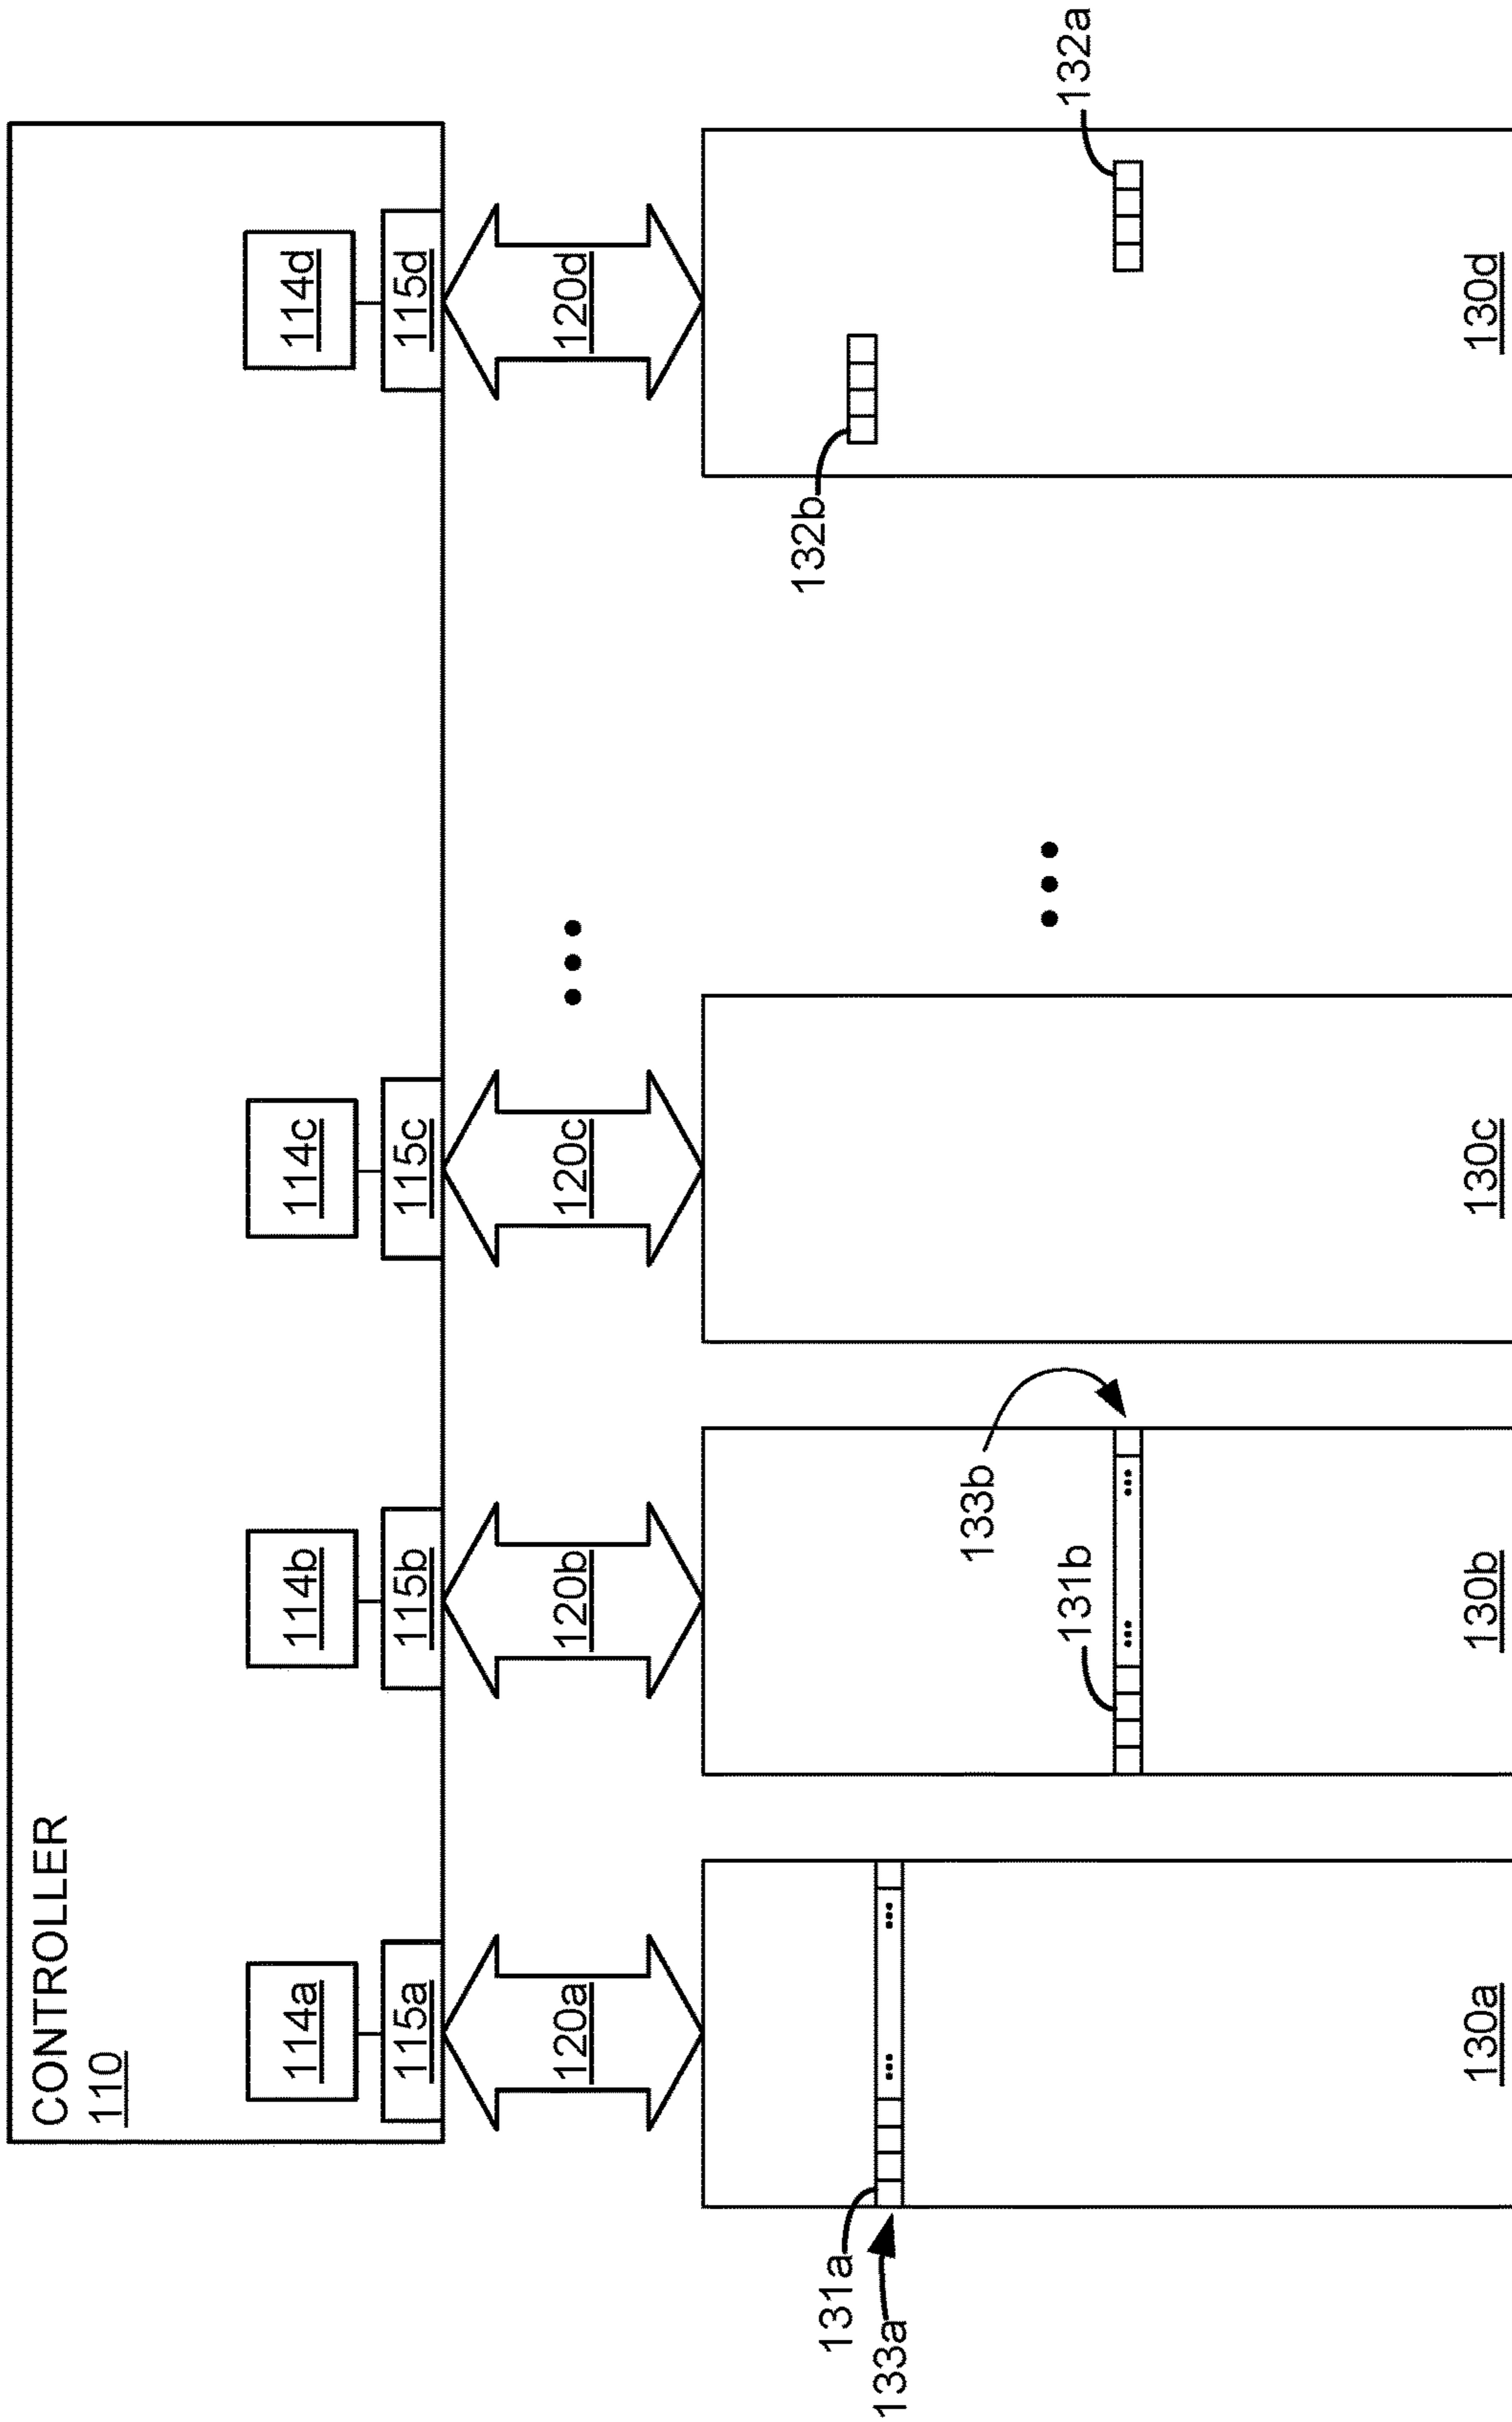 CONTROLLER
110
114a
114b
114c
114d
115a
115b
115c
115d
120a
120b
120c
120d
•••
131a
133a
•••
•••
130a
133b
131b
•••
•••
130b
130c
•••
132b
132a
130d